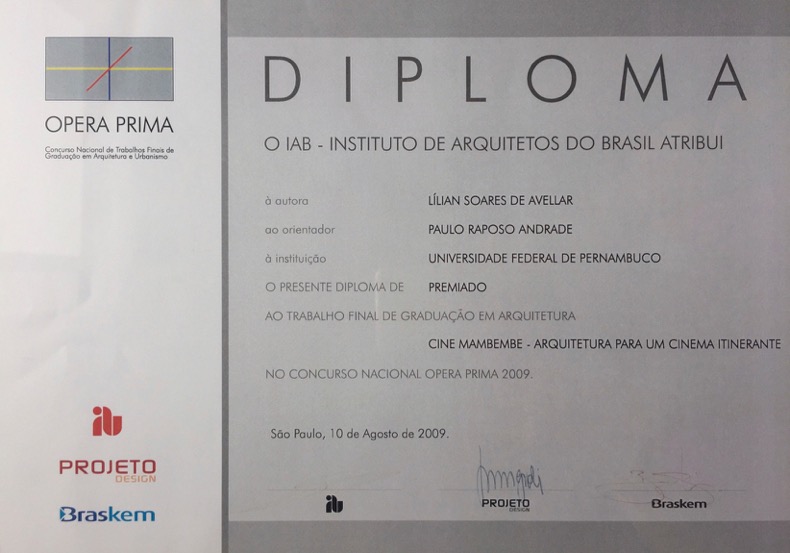 OPERA PRIMA
Concurso Nacional de Trabalhos Finais de
Graduação em Arquitetura e Urbanismo
DIPLOMA
O IAB - INSTITUTO DE ARQUITETOS DO BRASIL ATRIBUI
à autora LÍLIAN SOARES DE AVELLAR
ao orientador PAULO RAPOSO ANDRADE
à instituição UNIVERSIDADE FEDERAL DE PERNAMBUCO
O PRESENTE DIPLOMA DE PREMIADO
AO TRABALHO FINAL DE GRADUAÇÃO EM ARQUITETURA
CINE MAMBEMBE - ARQUITETURA PARA UM CINEMA ITINERANTE
NO CONCURSO NACIONAL OPERA PRIMA 2009.
São Paulo, 10 de Agosto de 2009.
iab
PROJETO
DESIGN
Braskem
iab
PROJETO
DESIGN
Braskem